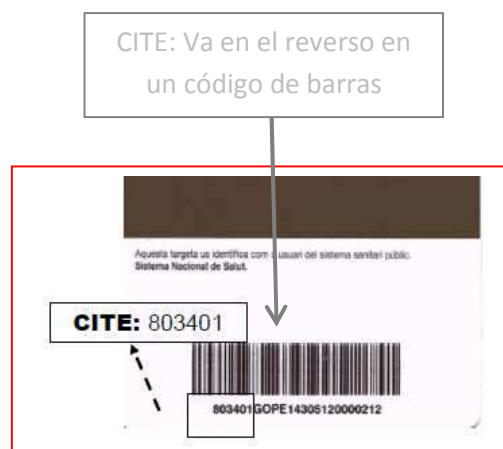 CITE: Va en el reverso en
un código de barras
Aquesta targeta us identifica com a usuari del sistema sanitari públic.
Sistema Nacional de Salut.
CITE: 803401
803401GOPE14305120000212